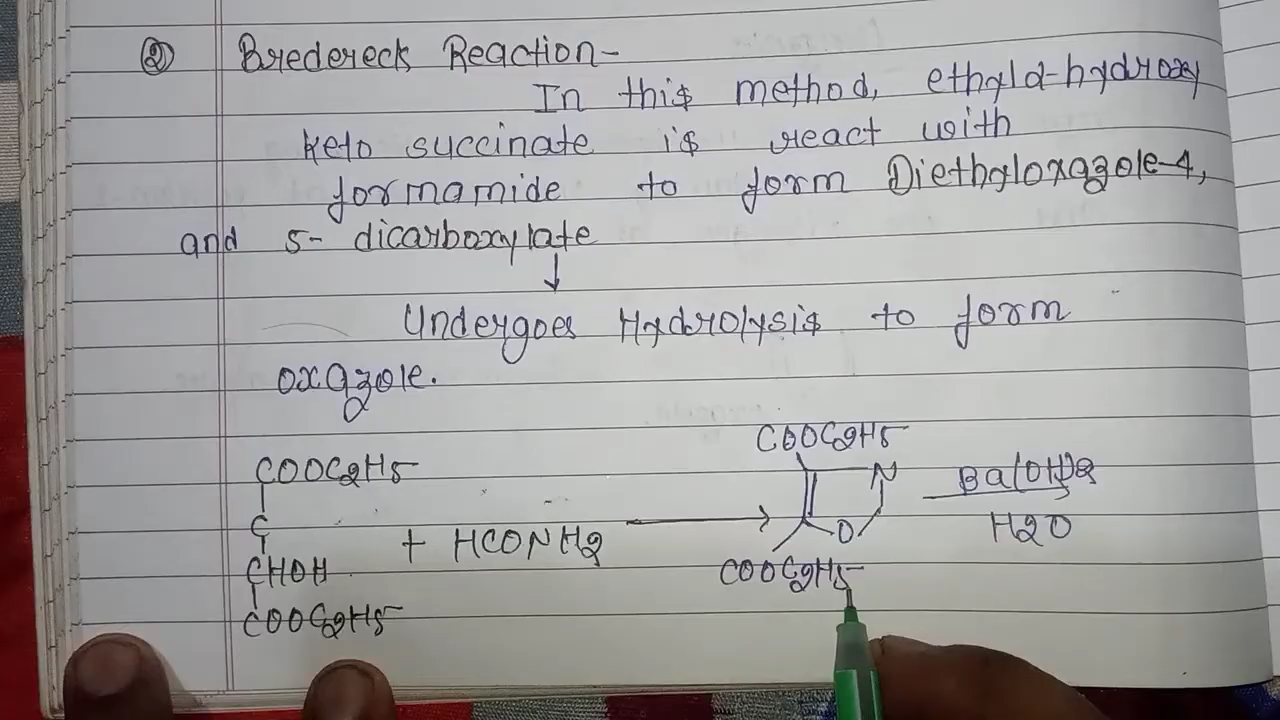 ② Bredereck Reaction-
In this method, ethyld-hydroxy
keto succinate is react with
formamide to form Diethyloxazole-4,
and 5- dicarboxylate
↓
Undergoes Hydrolysis to form
oxazole.
COOC2H5
C
CHOH
COOC2H5
+ HCONH2
COOC2H5
N
O
COOC2H5
Ba(OH)2
H2O